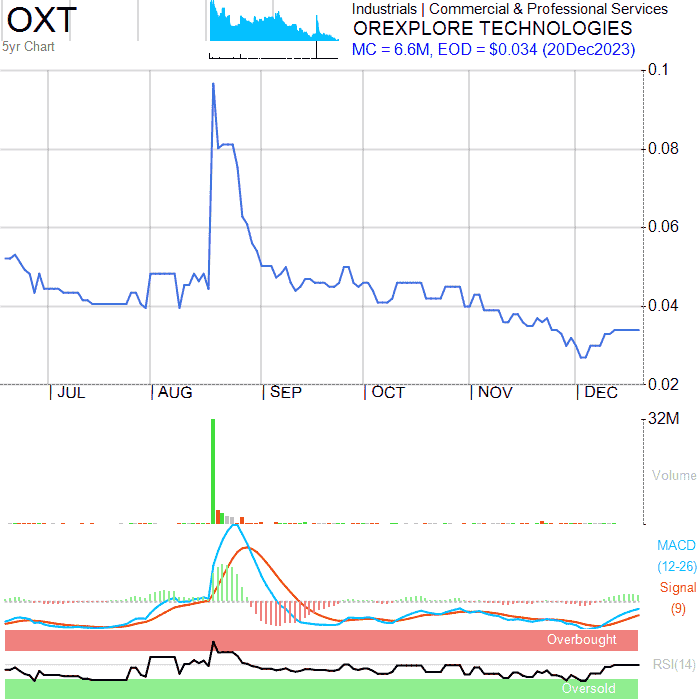 OXT
5yr Chart
Industrials | Commercial & Professional Services
OREXPLORE TECHNOLOGIES
MC = 6.6M, EOD = $0.034 (20Dec2023)
0.1
0.08
0.06
0.04
0.02
JUL AUG SEP OCT NOV DEC
32M
Volume
MACD
(12-26)
Signal
(9)
Overbought
RSI(14)
Oversold